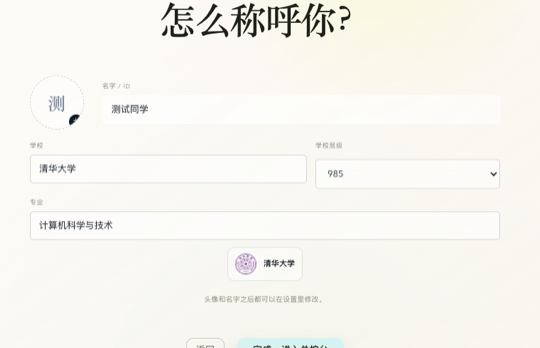 怎么称呼你？
测
名字 / ID
测试同学
学校
学校层级
清华大学
985
专业
计算机科学与技术
清华大学
头像和名字之后都可以在设置里修改。
返回